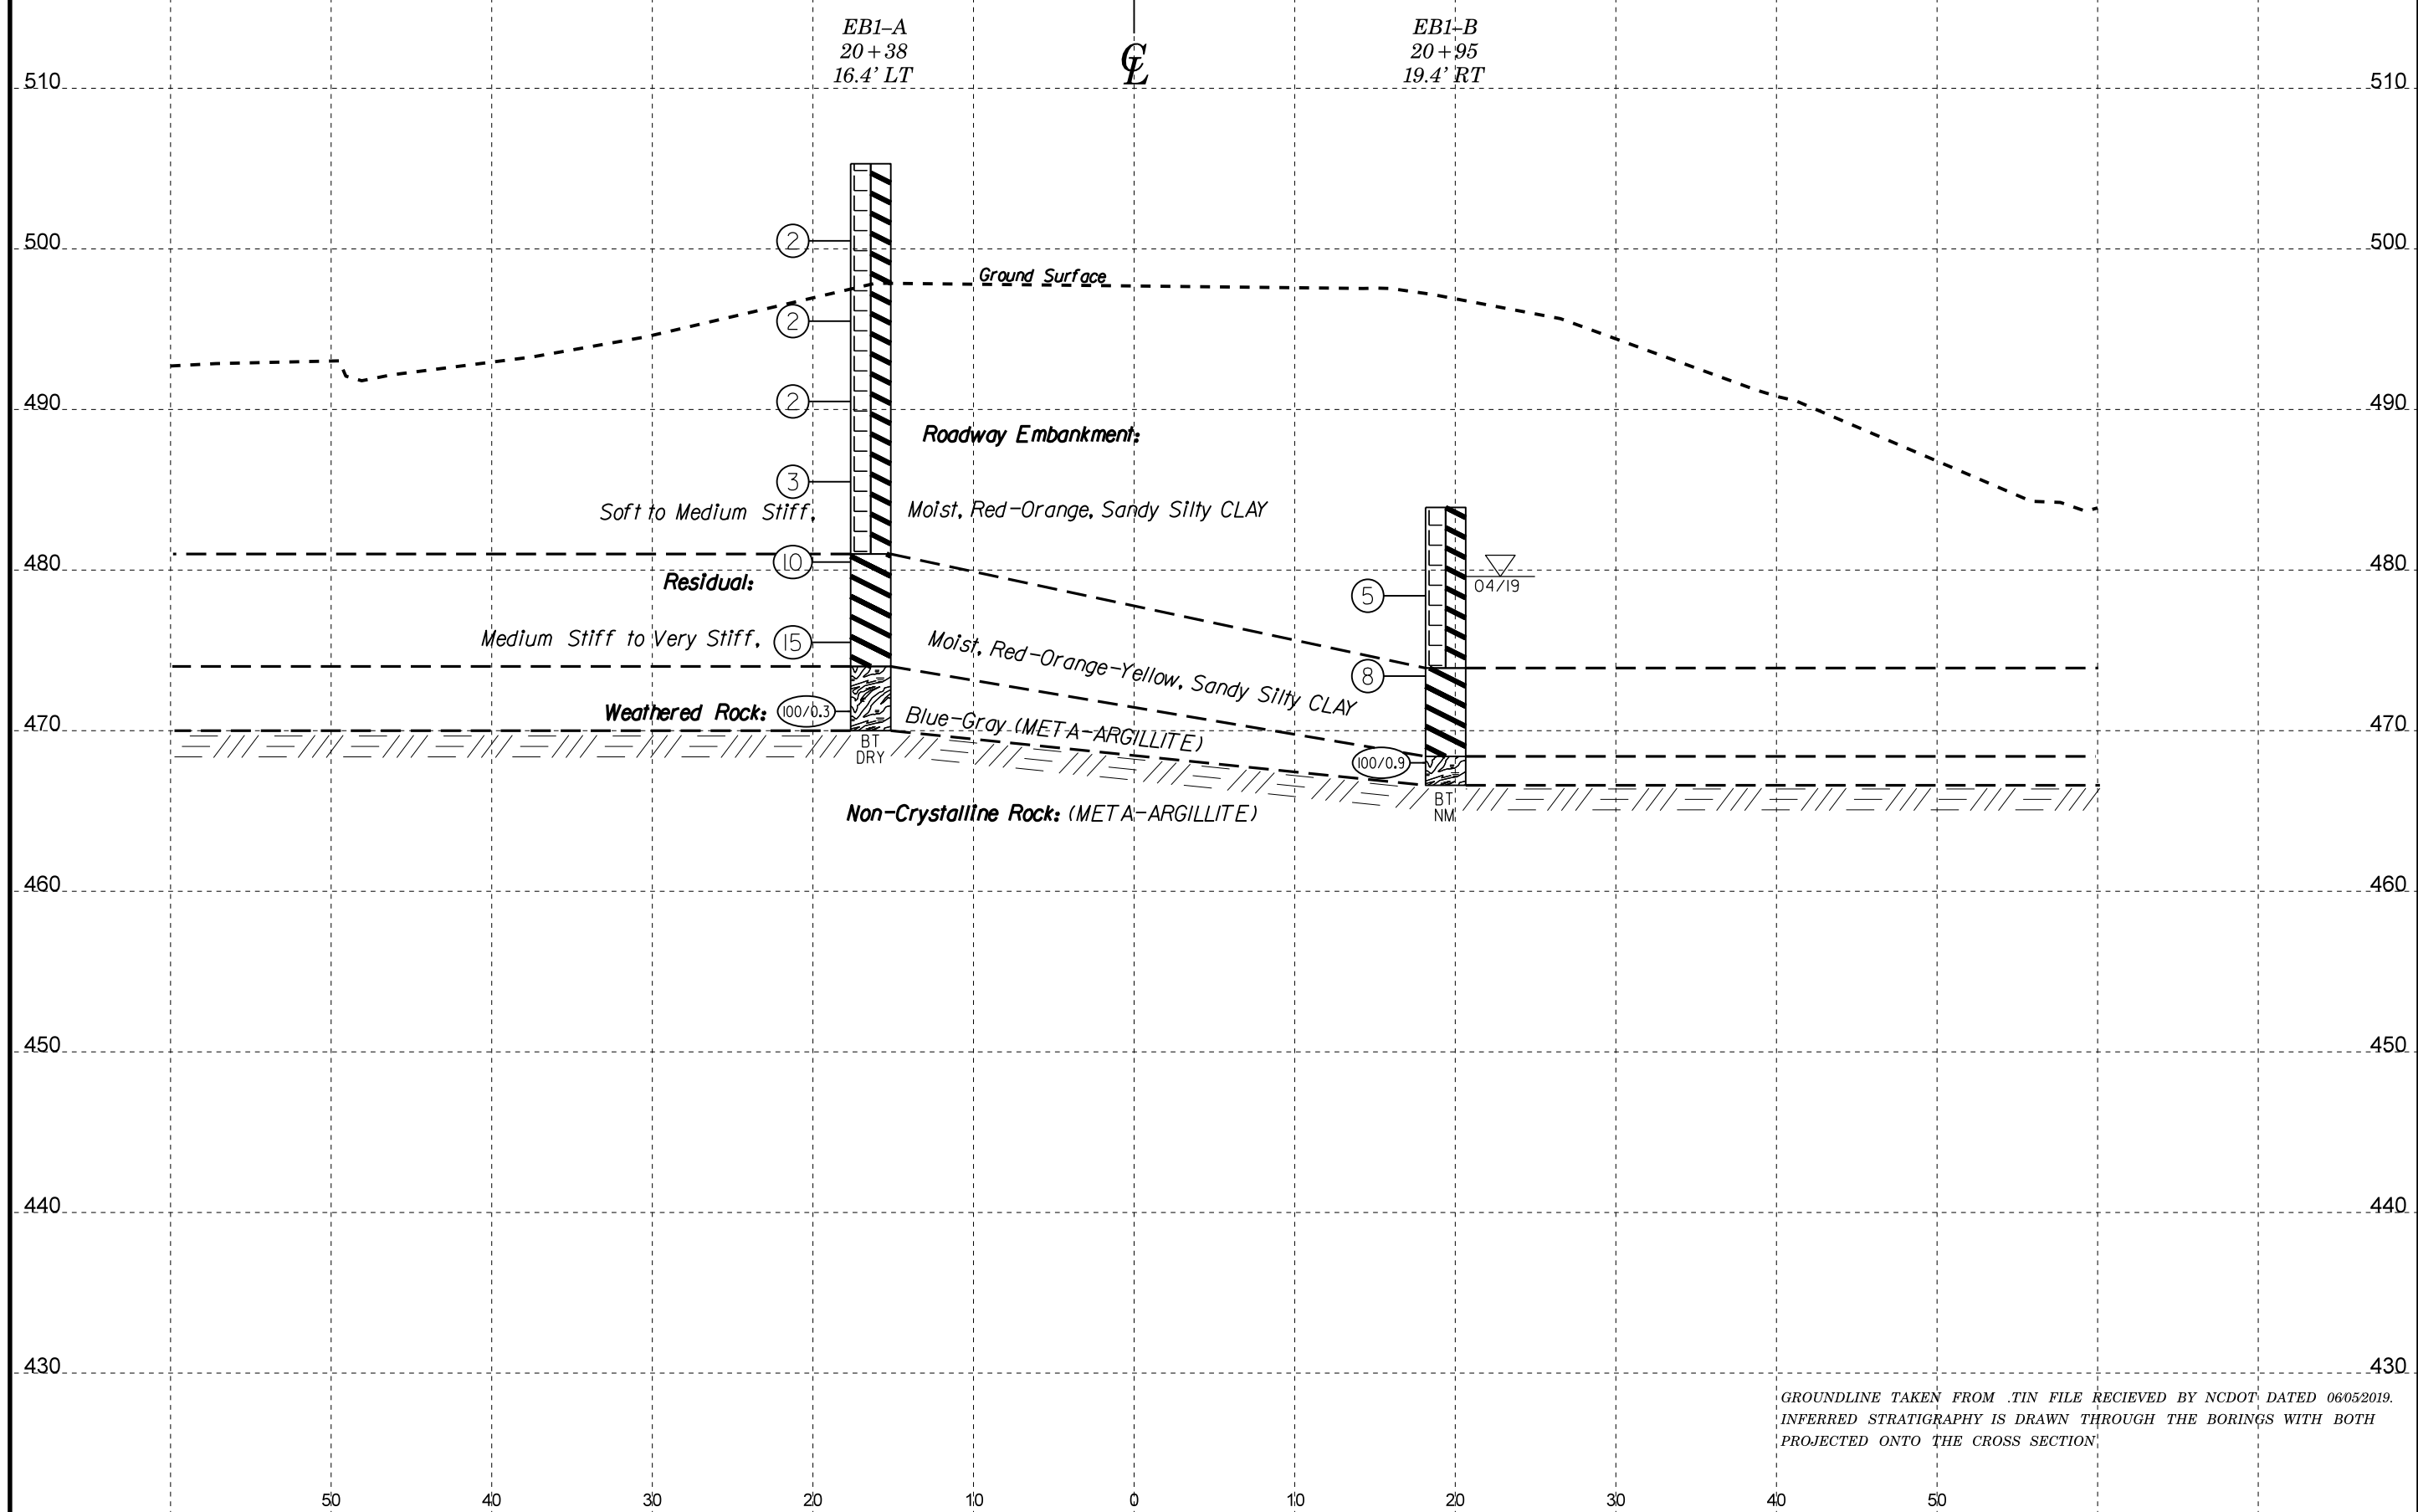 EB1-A
20+38
16.4' LT
℄
EB1-B
20+95
19.4' RT
510 510
500 500
2
Ground Surface
2
490 490
2
Roadway Embankment:
3
Soft to Medium Stiff, Moist, Red-Orange, Sandy Silty CLAY
480 480
10
04/19
Residual:
5
Medium Stiff to Very Stiff, 15 Moist, Red-Orange-Yellow, Sandy Silty CLAY
8
Weathered Rock: 100/0.3 Blue-Gray (META-ARGILLITE)
470 470
BT
DRY
100/0.9
BT
NM
Non-Crystalline Rock: (META-ARGILLITE)
460 460
450 450
440 440
430 430
GROUNDLINE TAKEN FROM .TIN FILE RECIEVED BY NCDOT DATED 06/05/2019.
INFERRED STRATIGRAPHY IS DRAWN THROUGH THE BORINGS WITH BOTH
PROJECTED ONTO THE CROSS SECTION
50 40 30 20 10 0 10 20 30 40 50